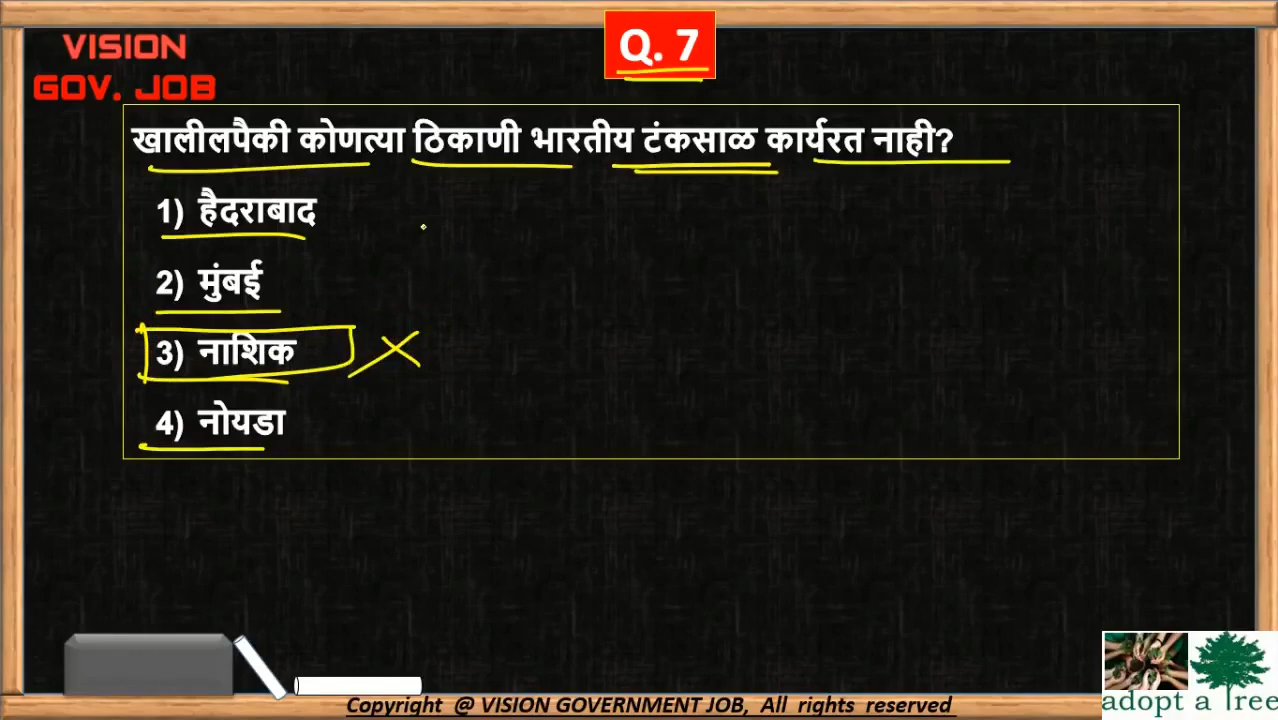 Q. 7
VISION
GOV. JOB
खालीलपैकी कोणत्या ठिकाणी भारतीय टंकसाळ कार्यरत नाही?
1) हैदराबाद
2) मुंबई
3) नाशिक
4) नोयडा
adopt a Tree
Copyright @ VISION GOVERNMENT JOB, All rights reserved